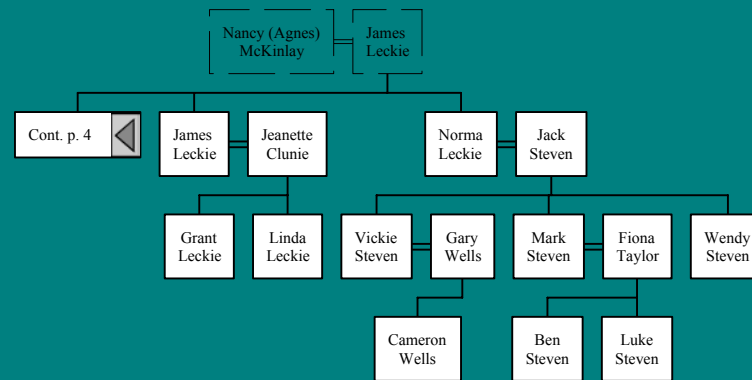 Nancy (Agnes)
McKinlay
James
Leckie
Cont. p. 4
James
Leckie
Jeanette
Clunie
Norma
Leckie
Jack
Steven
Grant
Leckie
Linda
Leckie
Vickie
Steven
Gary
Wells
Mark
Steven
Fiona
Taylor
Wendy
Steven
Cameron
Wells
Ben
Steven
Luke
Steven